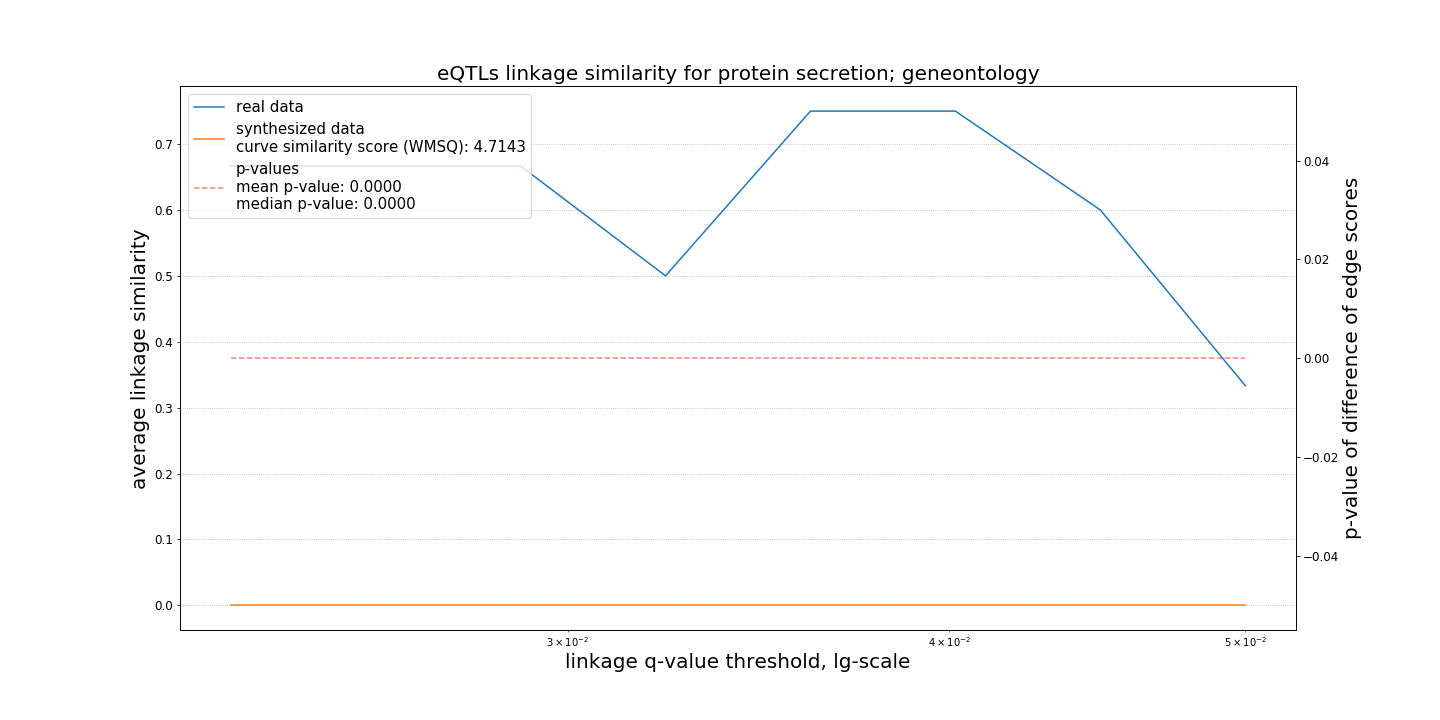 eQTLs linkage similarity for protein secretion; geneontology
real data
synthesized data
curve similarity score (WMSQ): 4.7143
p-values
mean p-value: 0.0000
median p-value: 0.0000
average linkage similarity
0.7
0.6
0.5
0.4
0.3
0.2
0.1
0.0
0.04
0.02
0.00
−0.02
−0.04
p-value of difference of edge scores
3 × 10⁻²
4 × 10⁻²
5 × 10⁻²
linkage q-value threshold, lg-scale